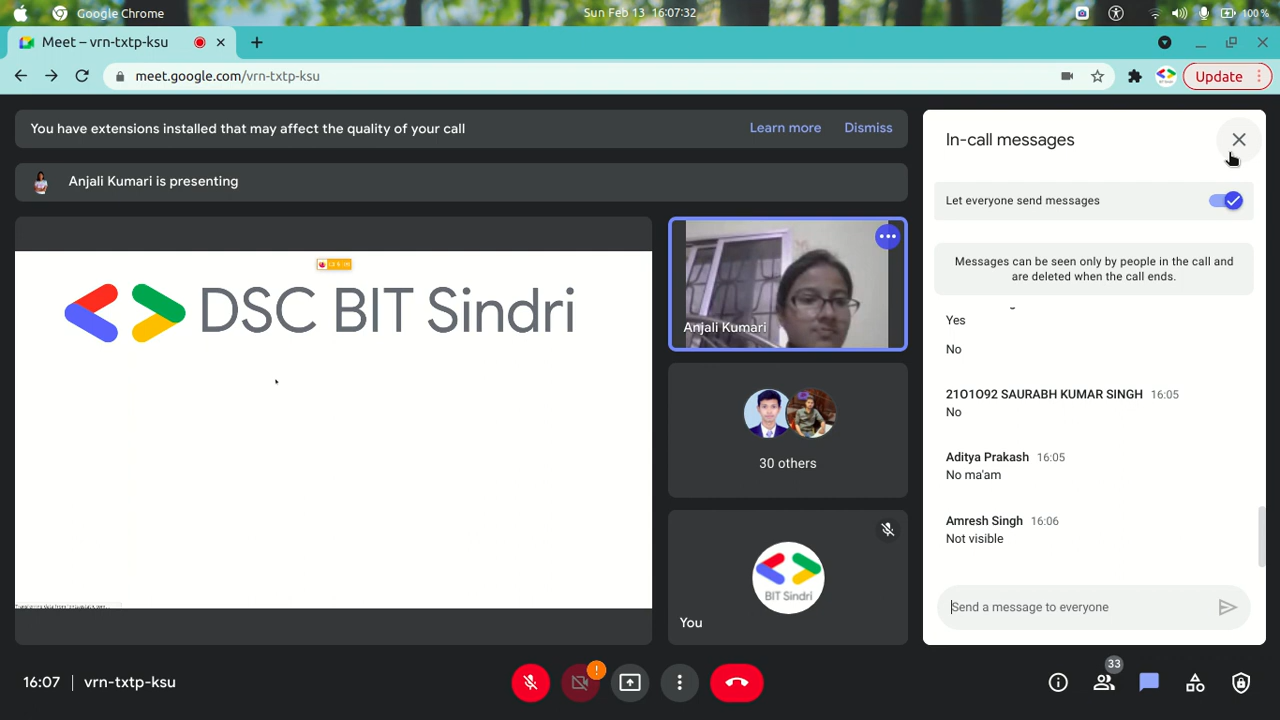 Google Chrome
Sun Feb 13 16:07:32
100 %
Meet – vrn-txtp-ksu
meet.google.com/vrn-txtp-ksu
Update
You have extensions installed that may affect the quality of your call
Learn more
Dismiss
Anjali Kumari is presenting
DSC BIT Sindri
Anjali Kumari
30 others
BIT Sindri
You
In-call messages
Let everyone send messages
Messages can be seen only by people in the call and
are deleted when the call ends.
Yes
No
21O1O92 SAURABH KUMAR SINGH 16:05
No
Aditya Prakash 16:05
No ma'am
Amresh Singh 16:06
Not visible
Send a message to everyone
16:07 | vrn-txtp-ksu
33